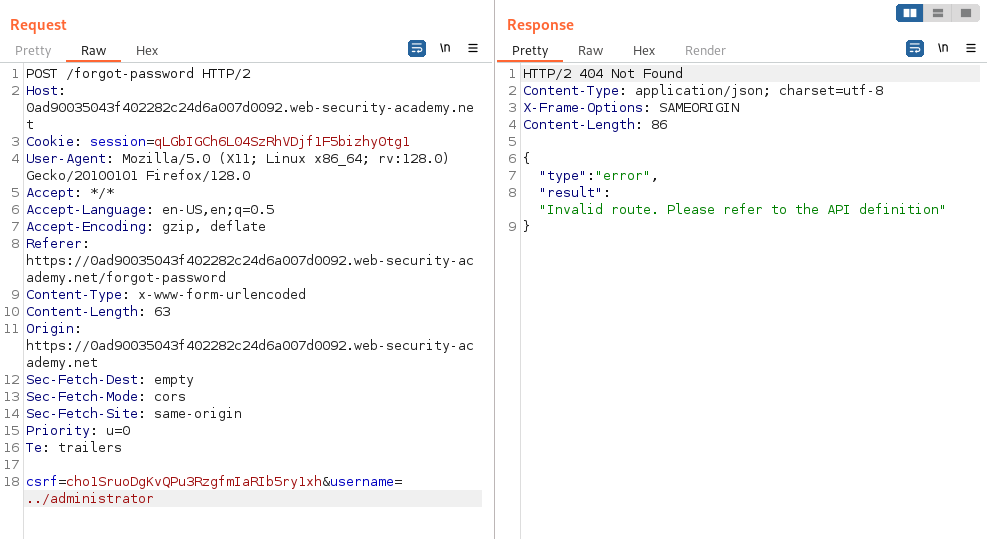 Request
Pretty Raw Hex
\n
1 POST /forgot-password HTTP/2
2 Host:
0ad90035043f402282c24d6a007d0092.web-security-academy.ne
t
3 Cookie: session=qLGbIGCh6L04SzRhVDjf1F5bizhy0tg1
4 User-Agent: Mozilla/5.0 (X11; Linux x86_64; rv:128.0)
Gecko/20100101 Firefox/128.0
5 Accept: */*
6 Accept-Language: en-US,en;q=0.5
7 Accept-Encoding: gzip, deflate
8 Referer:
https://0ad90035043f402282c24d6a007d0092.web-security-ac
ademy.net/forgot-password
9 Content-Type: x-www-form-urlencoded
10 Content-Length: 63
11 Origin:
https://0ad90035043f402282c24d6a007d0092.web-security-ac
ademy.net
12 Sec-Fetch-Dest: empty
13 Sec-Fetch-Mode: cors
14 Sec-Fetch-Site: same-origin
15 Priority: u=0
16 Te: trailers
17
18 csrf=cho1SruoDgKvQPu3RzgfmIaRIb5ry1xh&username=
../administrator
Response
Pretty Raw Hex Render
\n
1 HTTP/2 404 Not Found
2 Content-Type: application/json; charset=utf-8
3 X-Frame-Options: SAMEORIGIN
4 Content-Length: 86
5
6 {
7 "type":"error",
8 "result":
"Invalid route. Please refer to the API definition"
9 }